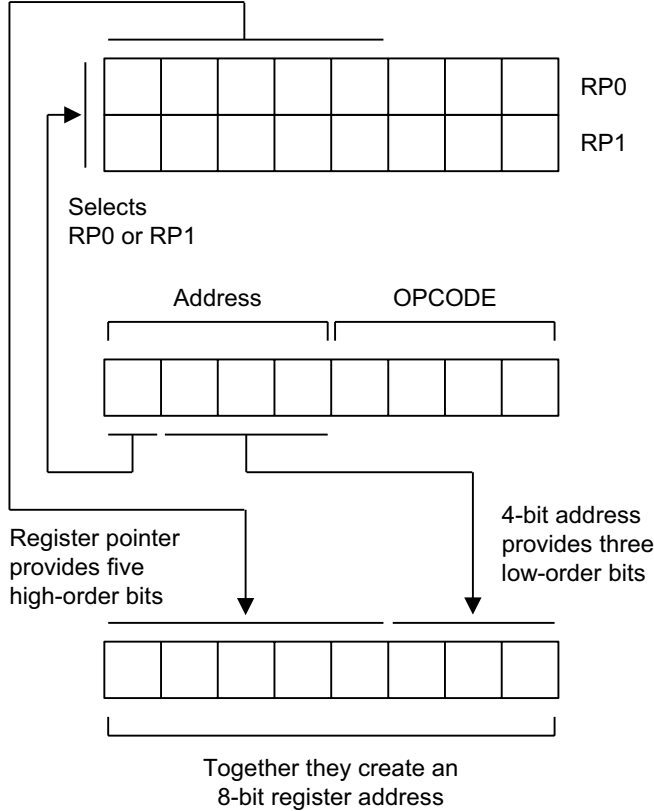 RP0
RP1
Selects
RP0 or RP1
Address
OPCODE
Register pointer
provides five
high-order bits
4-bit address
provides three
low-order bits
Together they create an
8-bit register address